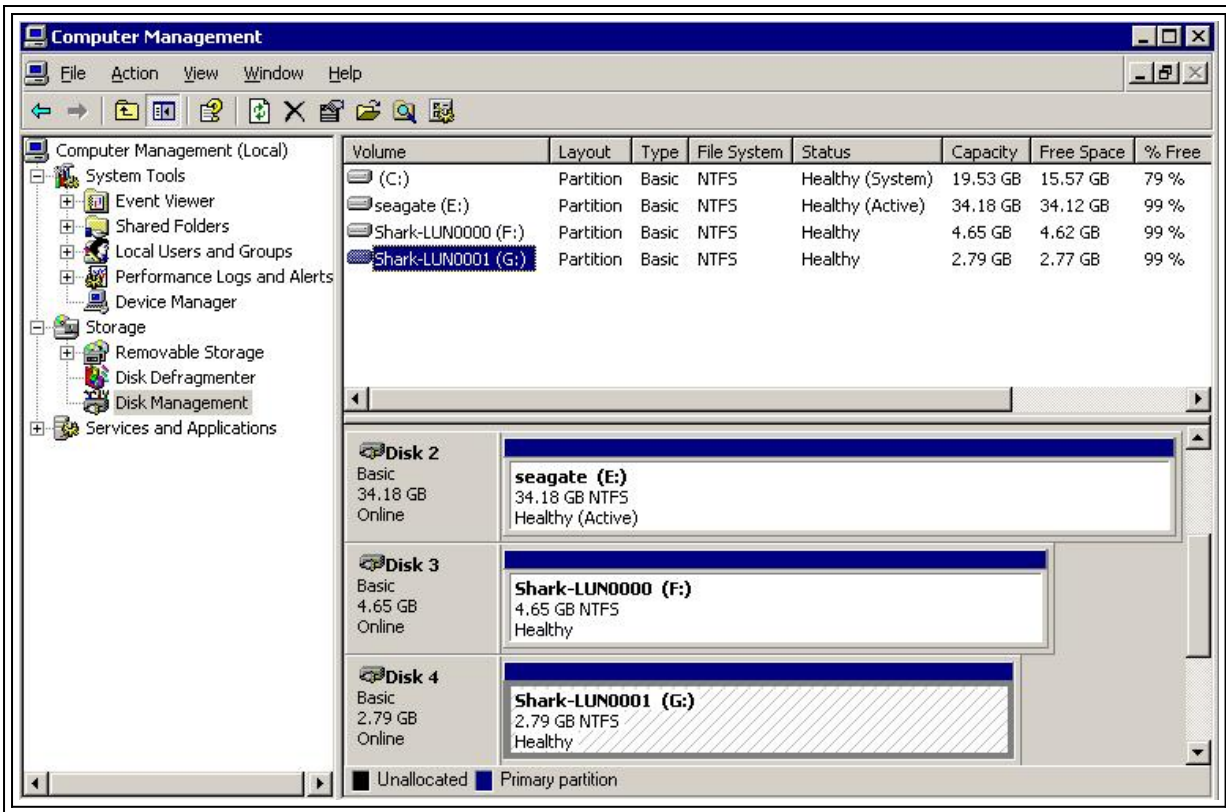 Computer Management
File Action View Window Help
Computer Management (Local)
System Tools
Event Viewer
Shared Folders
Local Users and Groups
Performance Logs and Alerts
Device Manager
Storage
Removable Storage
Disk Defragmenter
Disk Management
Services and Applications
Volume Layout Type File System Status Capacity Free Space % Free
(C:) Partition Basic NTFS Healthy (System) 19.53 GB 15.57 GB 79 %
seagate (E:) Partition Basic NTFS Healthy (Active) 34.18 GB 34.12 GB 99 %
Shark-LUN0000 (F:) Partition Basic NTFS Healthy 4.65 GB 4.62 GB 99 %
Shark-LUN0001 (G:) Partition Basic NTFS Healthy 2.79 GB 2.77 GB 99 %
Disk 2
Basic
34.18 GB
Online
seagate (E:)
34.18 GB NTFS
Healthy (Active)
Disk 3
Basic
4.65 GB
Online
Shark-LUN0000 (F:)
4.65 GB NTFS
Healthy
Disk 4
Basic
2.79 GB
Online
Shark-LUN0001 (G:)
2.79 GB NTFS
Healthy
Unallocated Primary partition